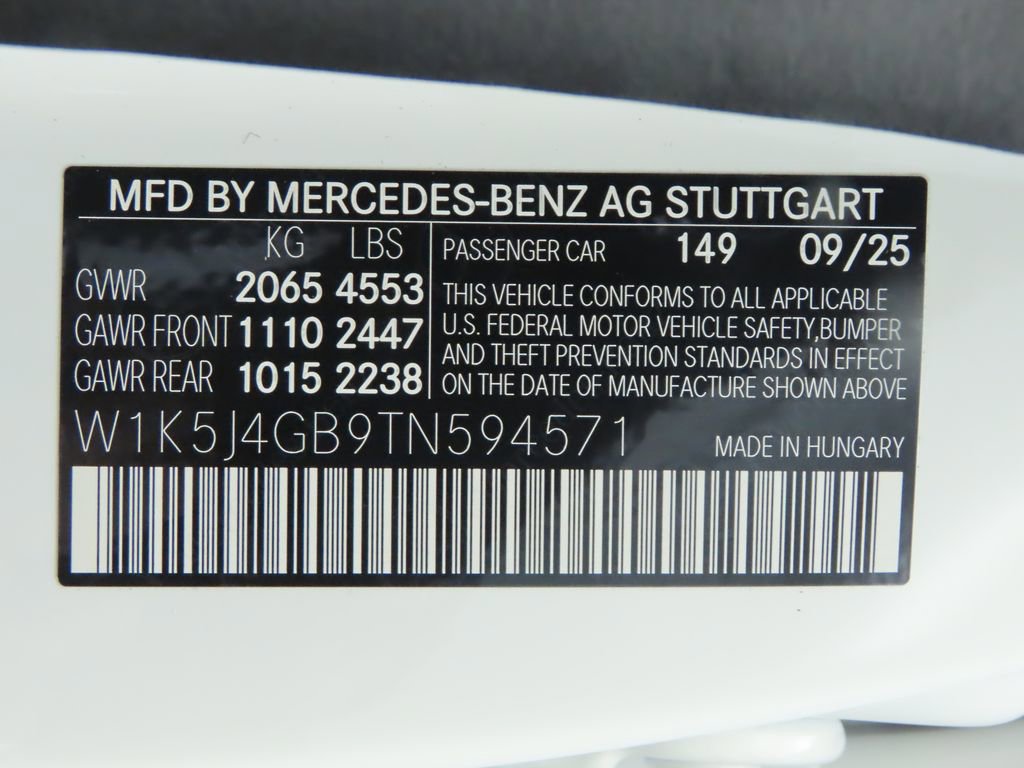 MFD BY MERCEDES-BENZ AG STUTTGART
KG LBS
GVWR 2065 4553
GAWR FRONT 1110 2447
GAWR REAR 1015 2238
PASSENGER CAR 149 09/25
THIS VEHICLE CONFORMS TO ALL APPLICABLE
U.S. FEDERAL MOTOR VEHICLE SAFETY,BUMPER
AND THEFT PREVENTION STANDARDS IN EFFECT
ON THE DATE OF MANUFACTURE SHOWN ABOVE
W1K5J4GB9TN594571
MADE IN HUNGARY